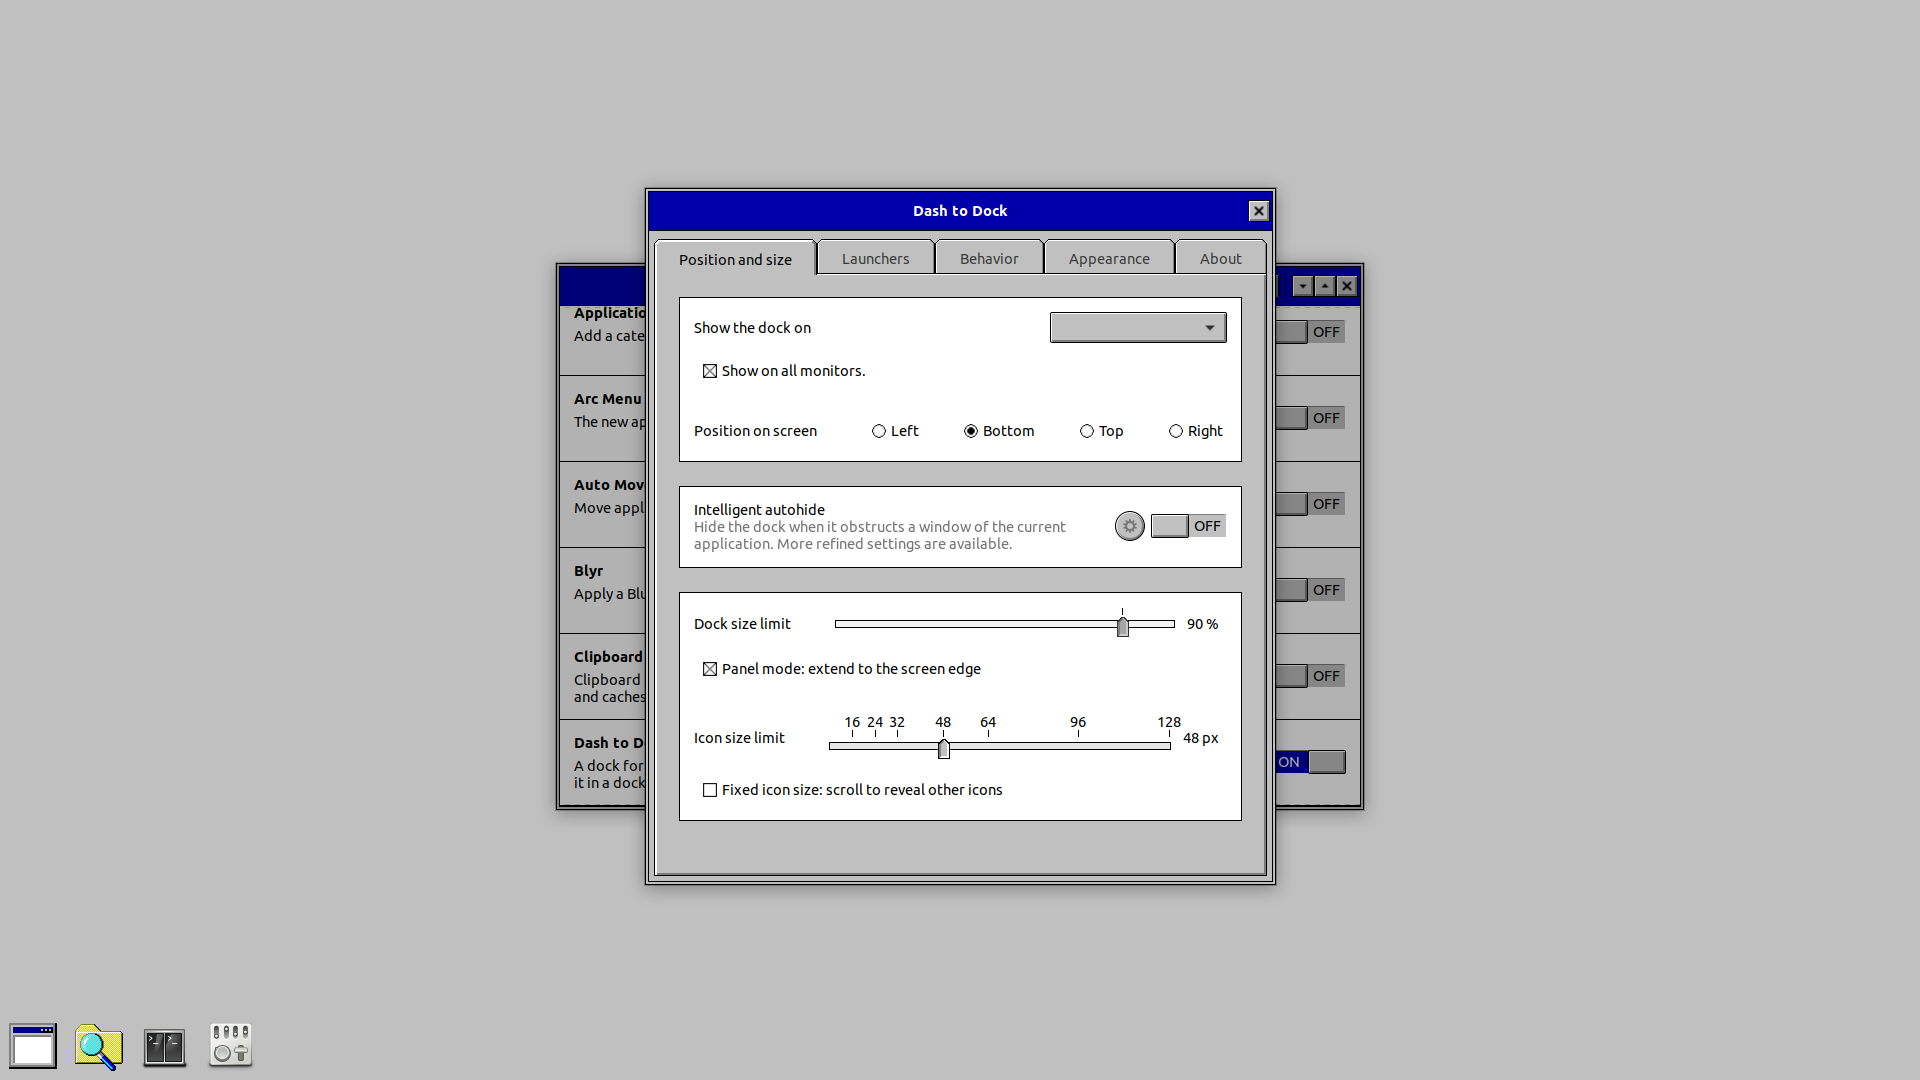 Dash to Dock
Position and size
Launchers
Behavior
Appearance
About
Show the dock on
Show on all monitors.
Position on screen
Left
Bottom
Top
Right
Intelligent autohide
Hide the dock when it obstructs a window of the current
application. More refined settings are available.
OFF
Dock size limit
90 %
Panel mode: extend to the screen edge
16 24 32 48 64 96 128
Icon size limit
48 px
Fixed icon size: scroll to reveal other icons
Applicatio
Add a cate
OFF
Arc Menu
The new ap
OFF
Auto Mov
Move appl
OFF
Blyr
Apply a Blu
OFF
Clipboard
Clipboard
and caches
OFF
Dash to D
A dock for
it in a dock
ON